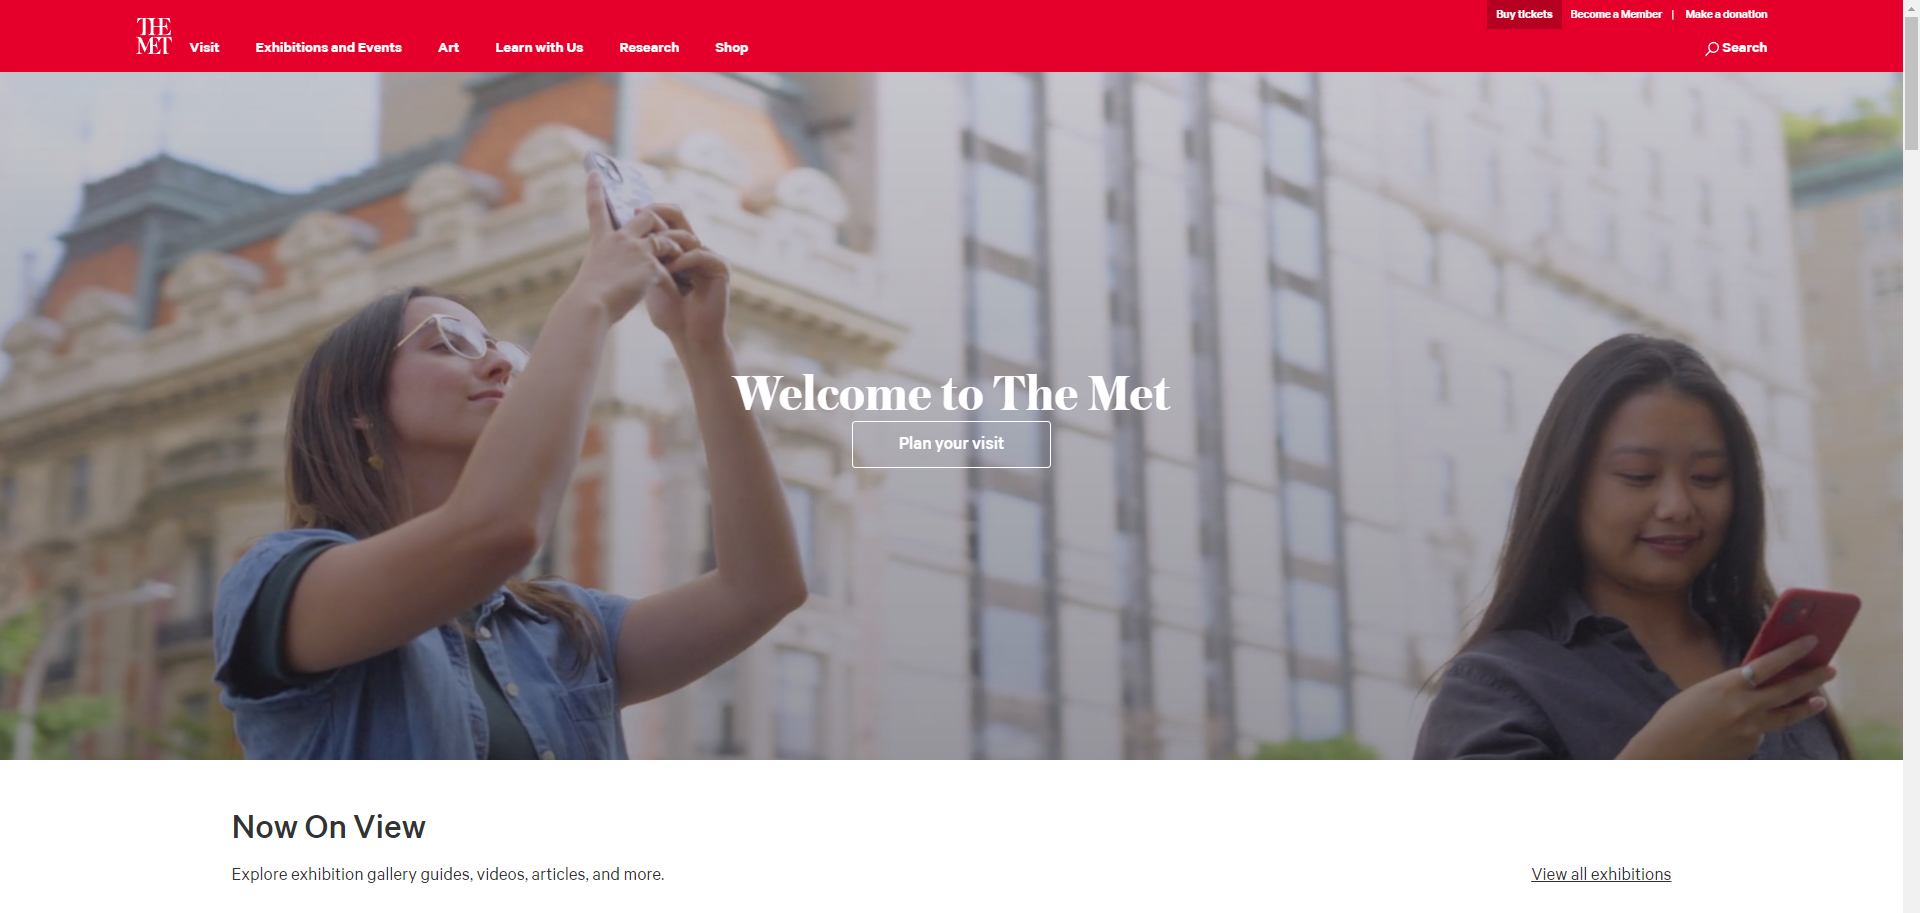 Buy tickets
Become a Member | Make a donation
THE
MET
Visit
Exhibitions and Events
Art
Learn with Us
Research
Shop
Search
Welcome to The Met
Plan your visit
Now On View
Explore exhibition gallery guides, videos, articles, and more.
View all exhibitions